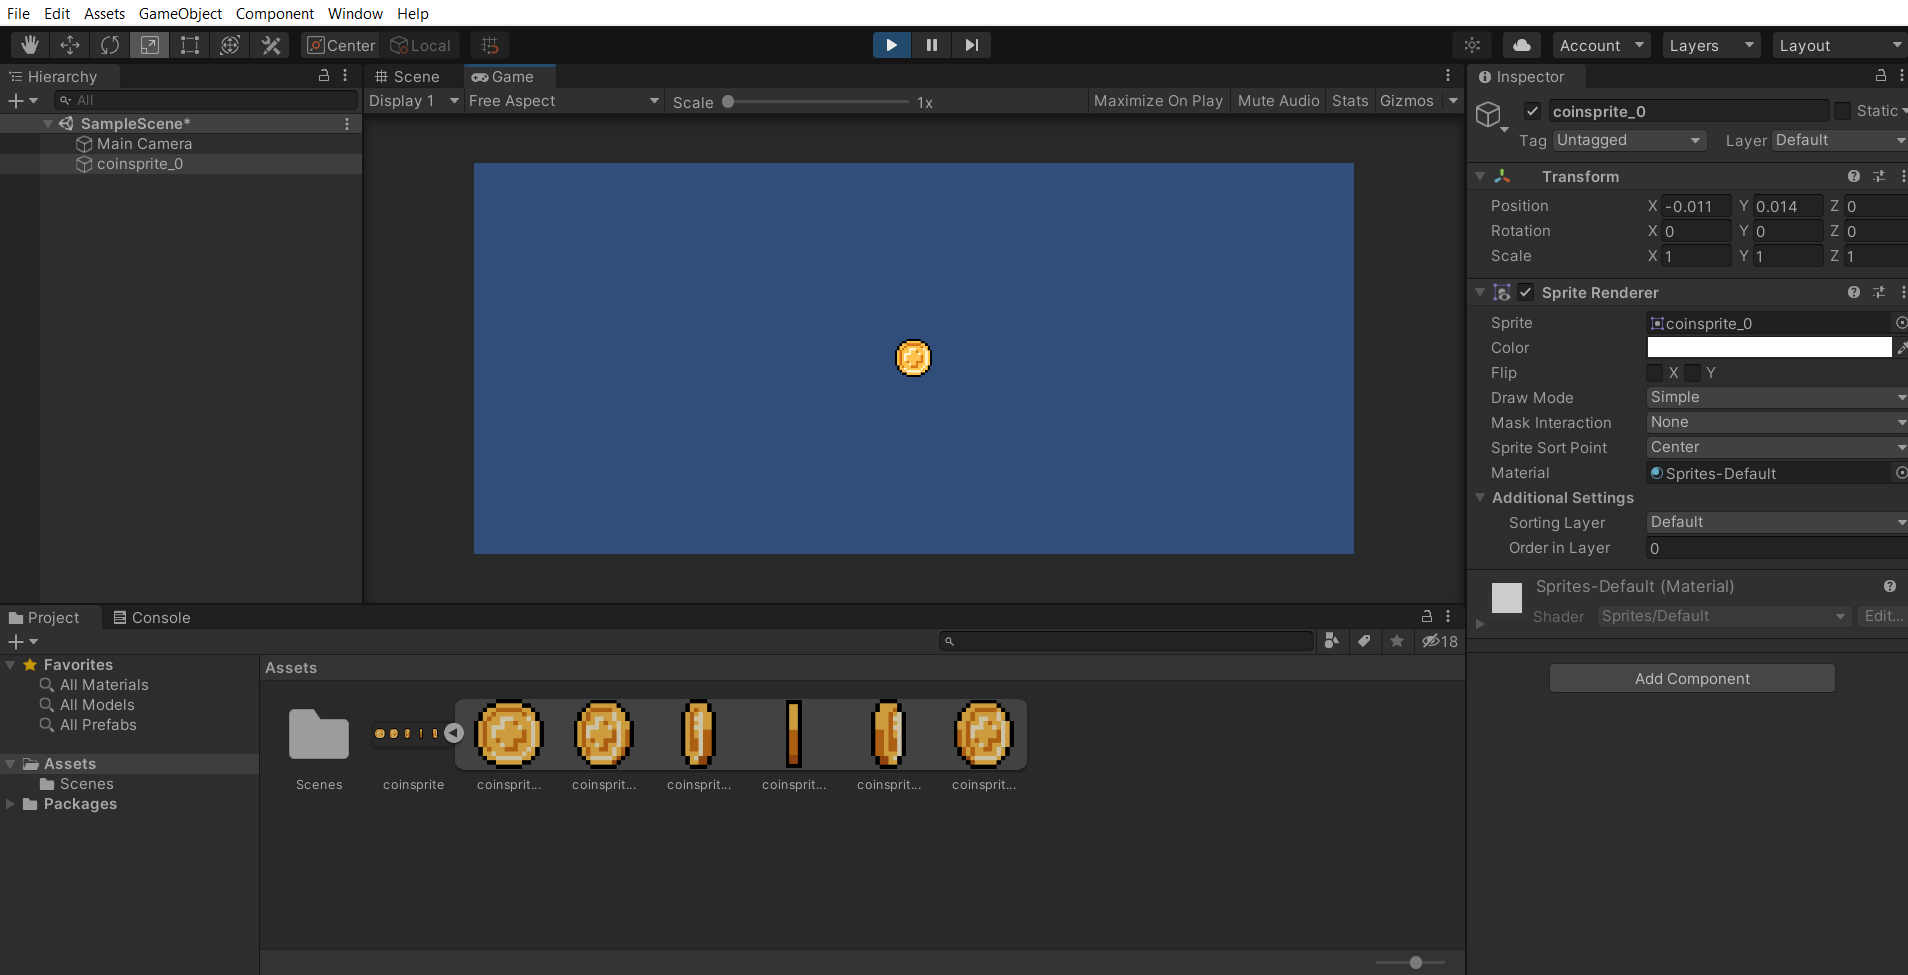 File Edit Assets GameObject Component Window Help
Center Local Account Layers Layout
Hierarchy
All
SampleScene*
Main Camera
coinsprite_0
Scene Game
Display 1 Free Aspect Scale 1x Maximize On Play Mute Audio Stats Gizmos
Inspector
coinsprite_0 Static
Tag Untagged Layer Default
Transform
Position X -0.011 Y 0.014 Z 0
Rotation X 0 Y 0 Z 0
Scale X 1 Y 1 Z 1
Sprite Renderer
Sprite coinsprite_0
Color
Flip X Y
Draw Mode Simple
Mask Interaction None
Sprite Sort Point Center
Material Sprites-Default
Additional Settings
Sorting Layer Default
Order in Layer 0
Sprites-Default (Material)
Shader Sprites/Default Edit...
Add Component
Project Console
18
Favorites
All Materials
All Models
All Prefabs
Assets
Scenes
Packages
Assets
Scenes coinsprite coinsprit... coinsprit... coinsprit... coinsprit... coinsprit... coinsprit...